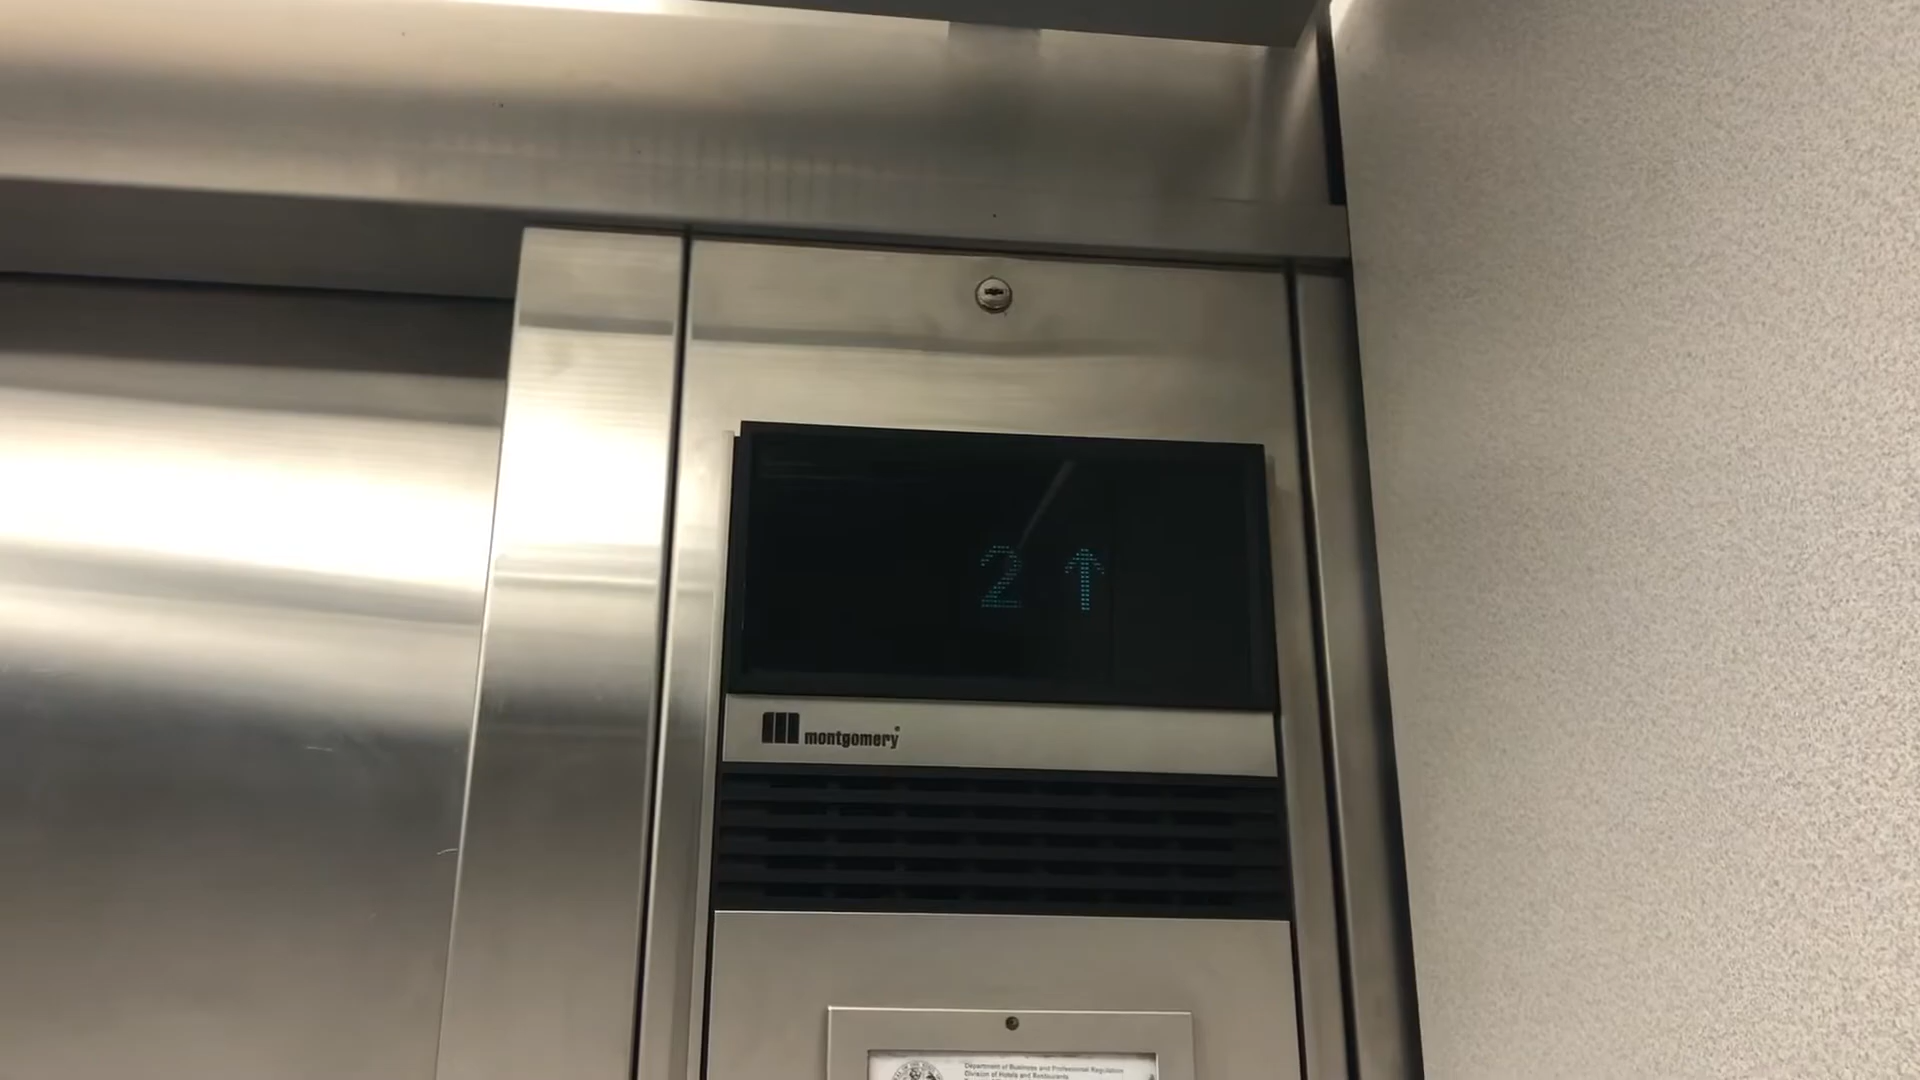 2 ↑
montgomery®
Department of Business and Professional Regulation
Division of Hotels and Restaurants